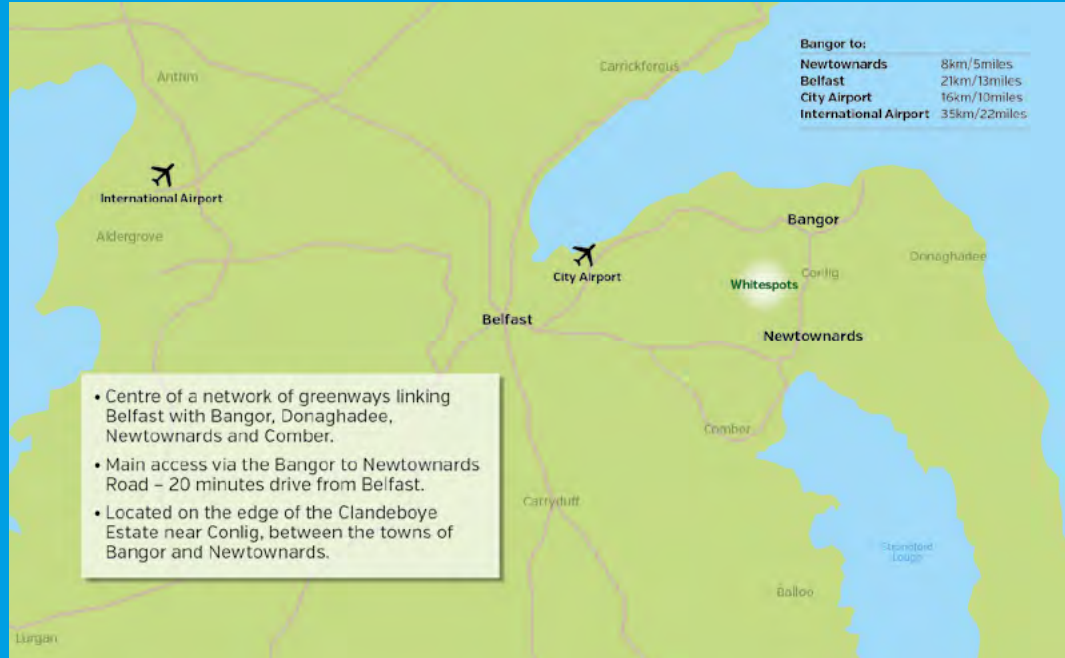 Bangor to:
Newtownards 8km/5miles
Belfast 21km/13miles
City Airport 16km/10miles
International Airport 35km/22miles
Carrickfergus
Antrim
International Airport
Aldergrove
Bangor
Donaghadee
City Airport
Conlig
Whitespots
Belfast
Newtownards
• Centre of a network of greenways linking
Belfast with Bangor, Donaghadee,
Newtownards and Comber.
• Main access via the Bangor to Newtownards
Road – 20 minutes drive from Belfast.
• Located on the edge of the Clandeboye
Estate near Conlig, between the towns of
Bangor and Newtownards.
Comber
Carryduff
Strangford
Lough
Balloo
Lurgan